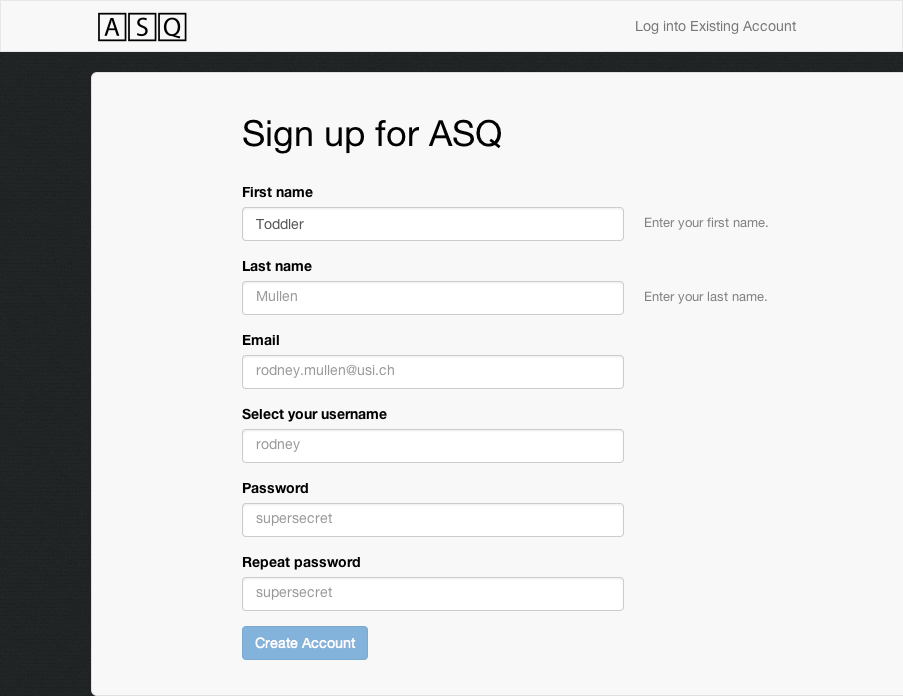 ASQ
Log into Existing Account
Sign up for ASQ
First name
Toddler
Enter your first name.
Last name
Mullen
Enter your last name.
Email
rodney.mullen@usi.ch
Select your username
rodney
Password
supersecret
Repeat password
supersecret
Create Account